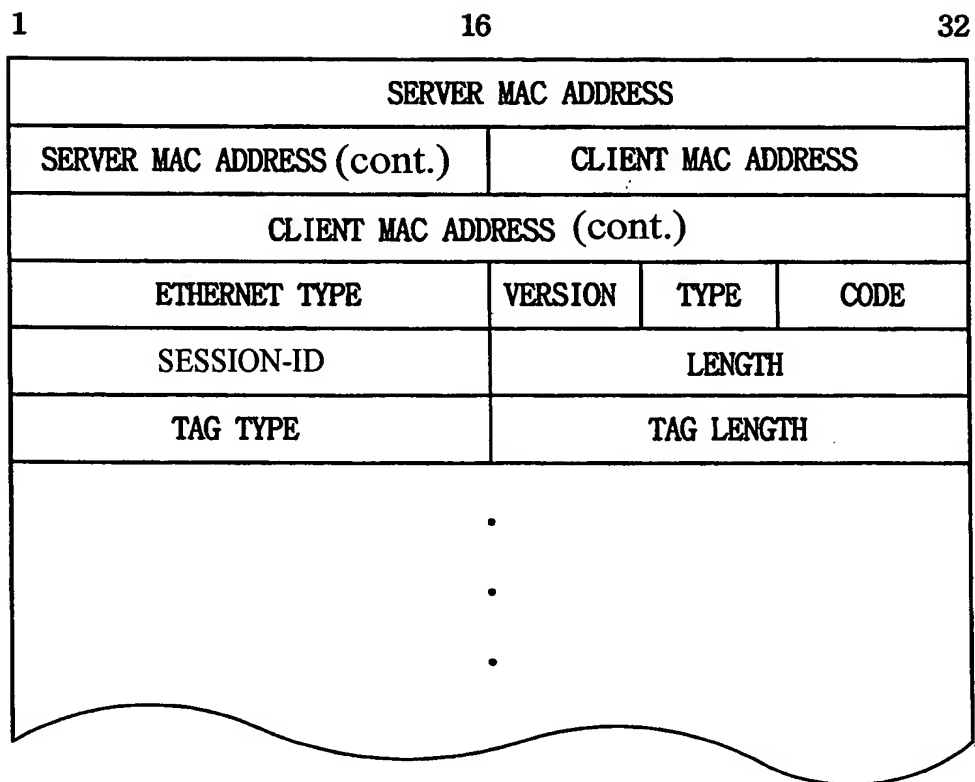 1 16 32
SERVER MAC ADDRESS
SERVER MAC ADDRESS (cont.) CLIENT MAC ADDRESS
CLIENT MAC ADDRESS (cont.)
ETHERNET TYPE VERSION TYPE CODE
SESSION-ID LENGTH
TAG TYPE TAG LENGTH